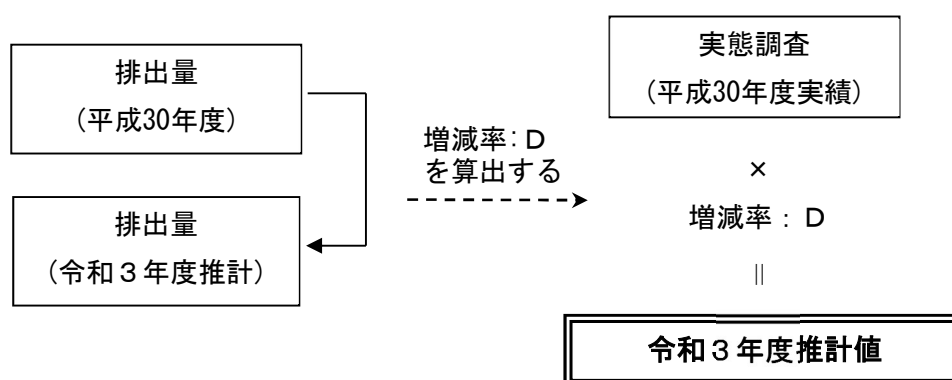 排出量
(平成30年度)
排出量
(令和３年度推計)
増減率：Ｄ
を算出する
実態調査
(平成30年度実績)
×
増減率：Ｄ
||
令和３年度推計値